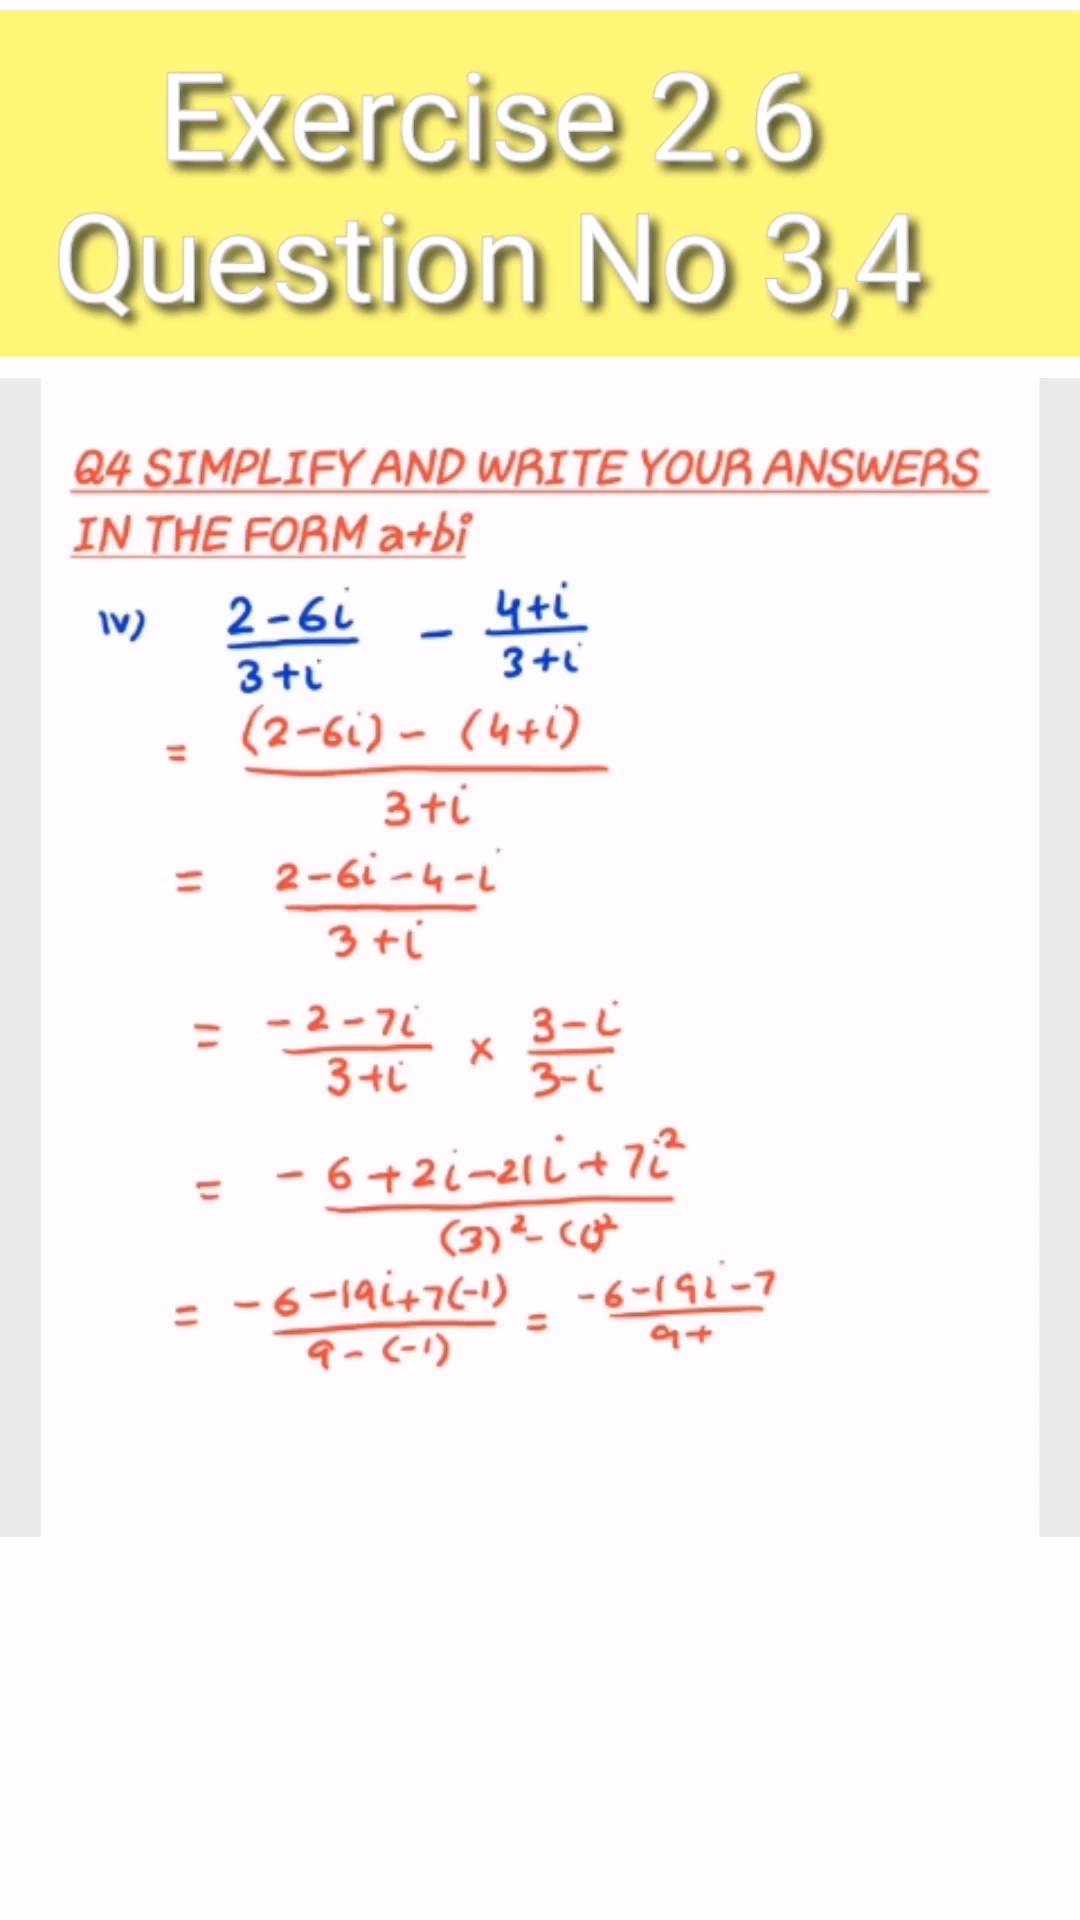 Exercise 2.6
Question No 3,4
Q4 SIMPLIFY AND WRITE YOUR ANSWERS
IN THE FORM a+bi
iv) (2-6i)/(3+i) - (4+i)/(3+i)
= ((2-6i) - (4+i))/(3+i)
= (2-6i-4-i)/(3+i)
= (-2-7i)/(3+i) x (3-i)/(3-i)
= (-6+2i-21i+7i²)/((3)²-(i)²)
= (-6-19i+7(-1))/(9-(-1)) = (-6-19i-7)/(9+